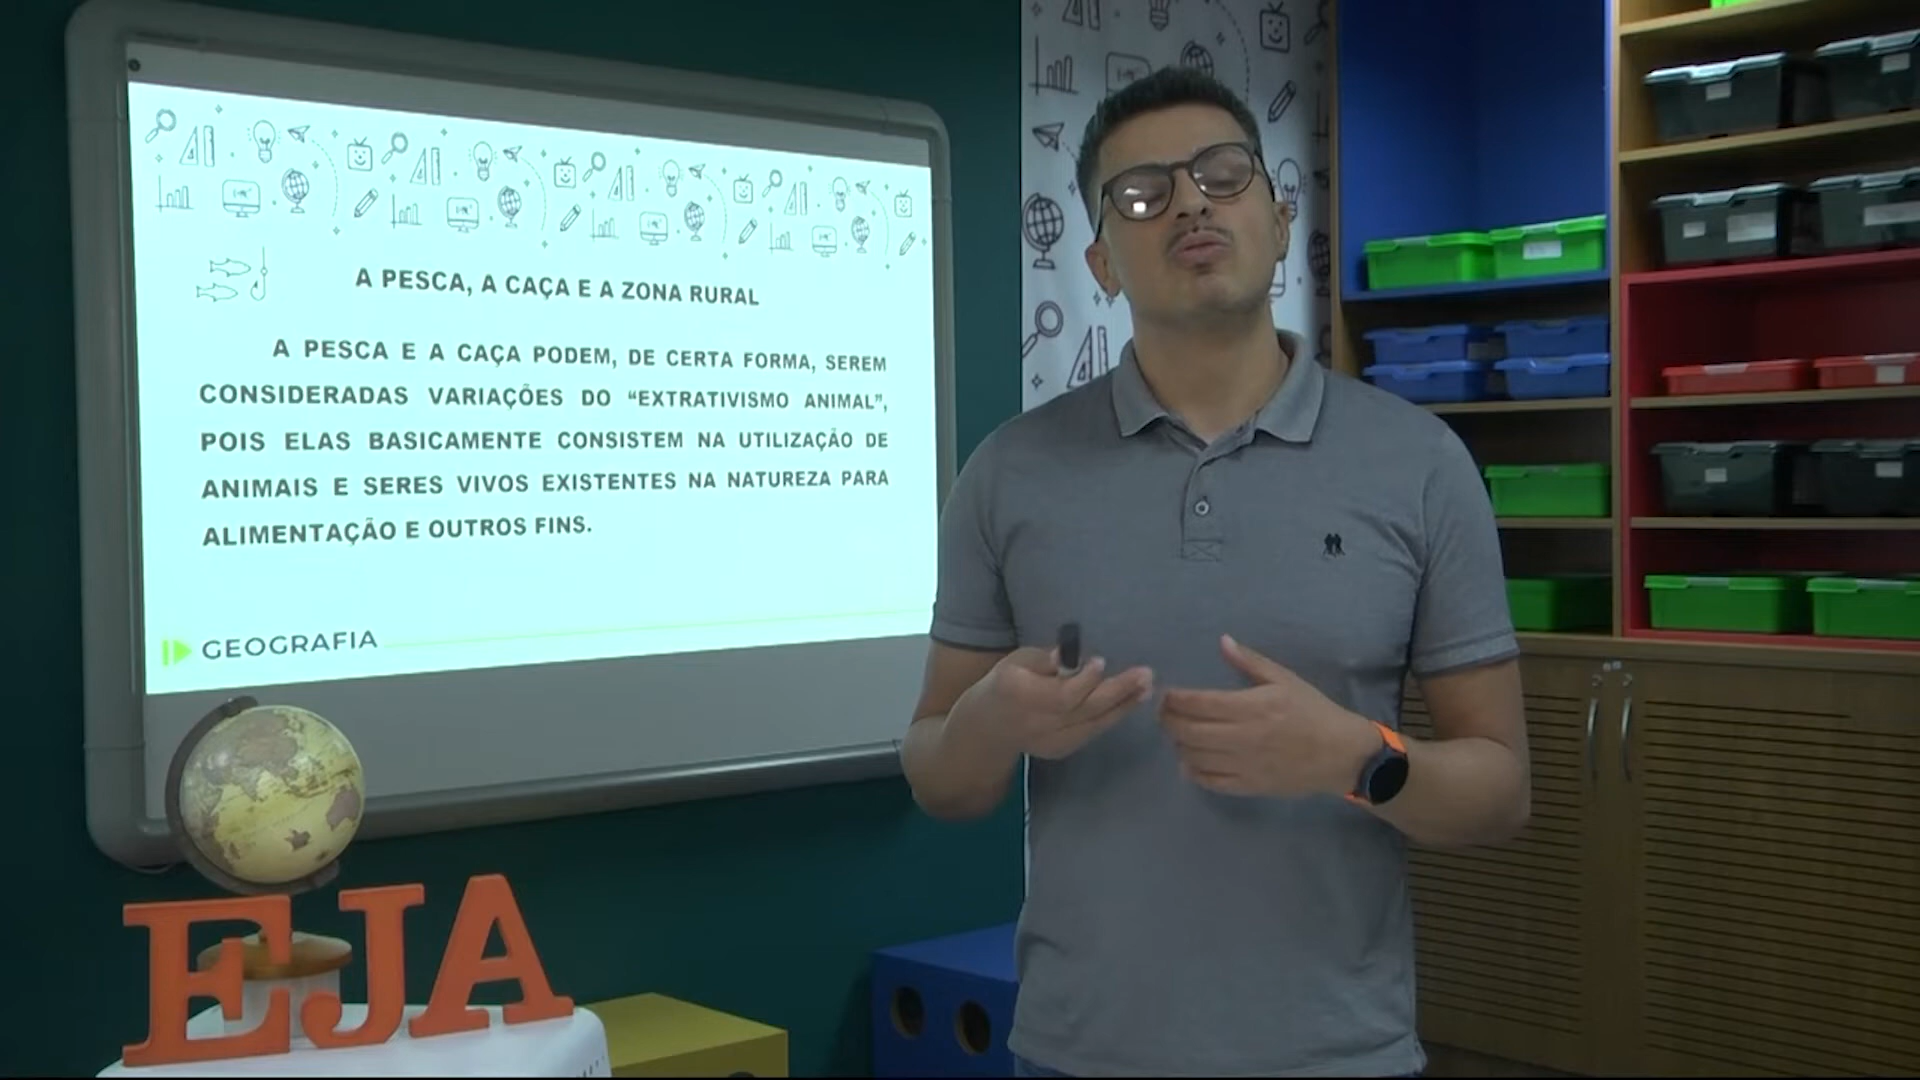 A PESCA, A CAÇA E A ZONA RURAL
A PESCA E A CAÇA PODEM, DE CERTA FORMA, SEREM
CONSIDERADAS VARIAÇÕES DO “EXTRATIVISMO ANIMAL”,
POIS ELAS BASICAMENTE CONSISTEM NA UTILIZAÇÃO DE
ANIMAIS E SERES VIVOS EXISTENTES NA NATUREZA PARA
ALIMENTAÇÃO E OUTROS FINS.
GEOGRAFIA
EJA